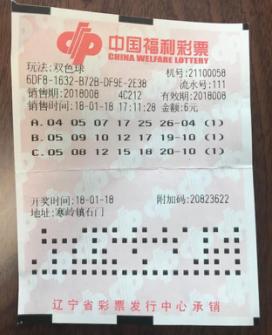 中国福利彩票
CHINA WELFARE LOTTERY
玩法:双色球 机号:21100058
6DF8-1632-B72B-DF9E-2E38 流水号:111
销售期:2018008 4C212 有效期:2018008
销售时间:18-01-18 17:11:28 金额:6元
A.04 05 07 17 25 26-04 (1)
B.05 09 10 12 17 19-10 (1)
C.05 08 12 15 18 20-10 (1)
开奖时间:18-01-18 附加码:20823622
地址:寒岭镇石门
辽宁省彩票发行中心承销